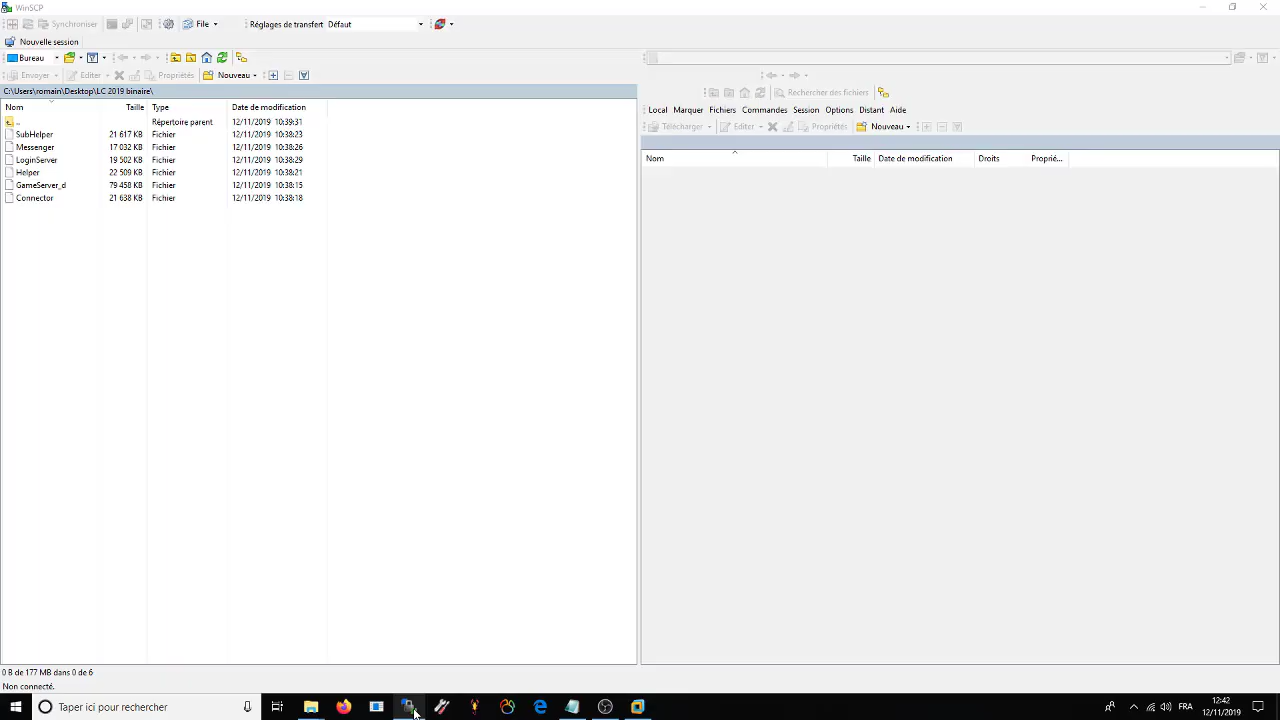 WinSCP
Synchroniser File Réglages de transfert Défaut
Nouvelle session
Bureau
Envoyer Editer Propriétés Nouveau
C:\Users\romain\Desktop\LC 2019 binaire\
Nom Taille Type Date de modification
.. Répertoire parent 12/11/2019 10:39:31
SubHelper 21 617 KB Fichier 12/11/2019 10:38:23
Messenger 17 032 KB Fichier 12/11/2019 10:38:26
LoginServer 19 502 KB Fichier 12/11/2019 10:38:29
Helper 22 509 KB Fichier 12/11/2019 10:38:21
GameServer_d 79 458 KB Fichier 12/11/2019 10:38:15
Connector 21 638 KB Fichier 12/11/2019 10:38:18
Rechercher des fichiers
Local Marquer Fichiers Commandes Session Options Distant Aide
Télécharger Editer Propriétés Nouveau
Nom Taille Date de modification Droits Proprié...
0 B de 177 MB dans 0 de 6
Non connecté.
Taper ici pour rechercher
FRA
12:42
12/11/2019